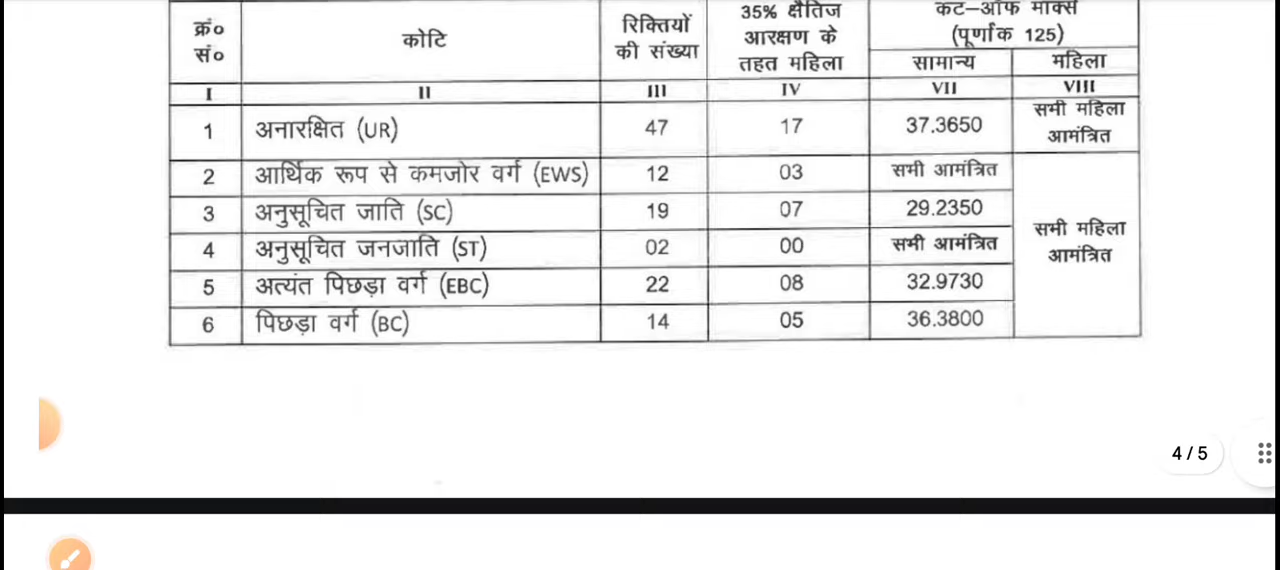 क्रं० सं०
कोटि
रिक्तियों की संख्या
35% क्षैतिज आरक्षण के तहत महिला
कट–ऑफ मार्क्स (पूर्णांक 125)
सामान्य
महिला
I II III IV VII VIII
1 अनारक्षित (UR) 47 17 37.3650 सभी महिला आमंत्रित
2 आर्थिक रूप से कमजोर वर्ग (EWS) 12 03 सभी आमंत्रित
3 अनुसूचित जाति (SC) 19 07 29.2350
सभी महिला आमंत्रित
4 अनुसूचित जनजाति (ST) 02 00 सभी आमंत्रित
5 अत्यंत पिछड़ा वर्ग (EBC) 22 08 32.9730
6 पिछड़ा वर्ग (BC) 14 05 36.3800
4 / 5